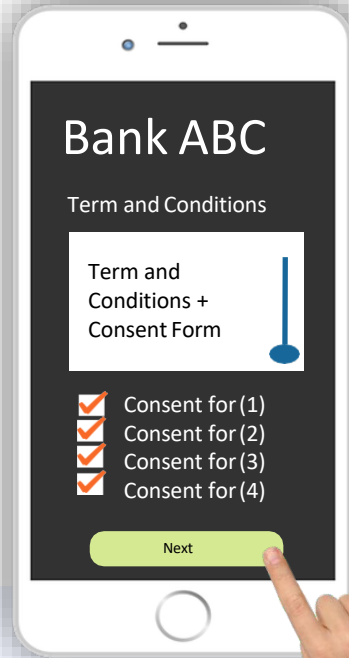 Bank ABC
Term and Conditions
Term and
Conditions +
Consent Form
Consent for (1)
Consent for (2)
Consent for (3)
Consent for (4)
Next